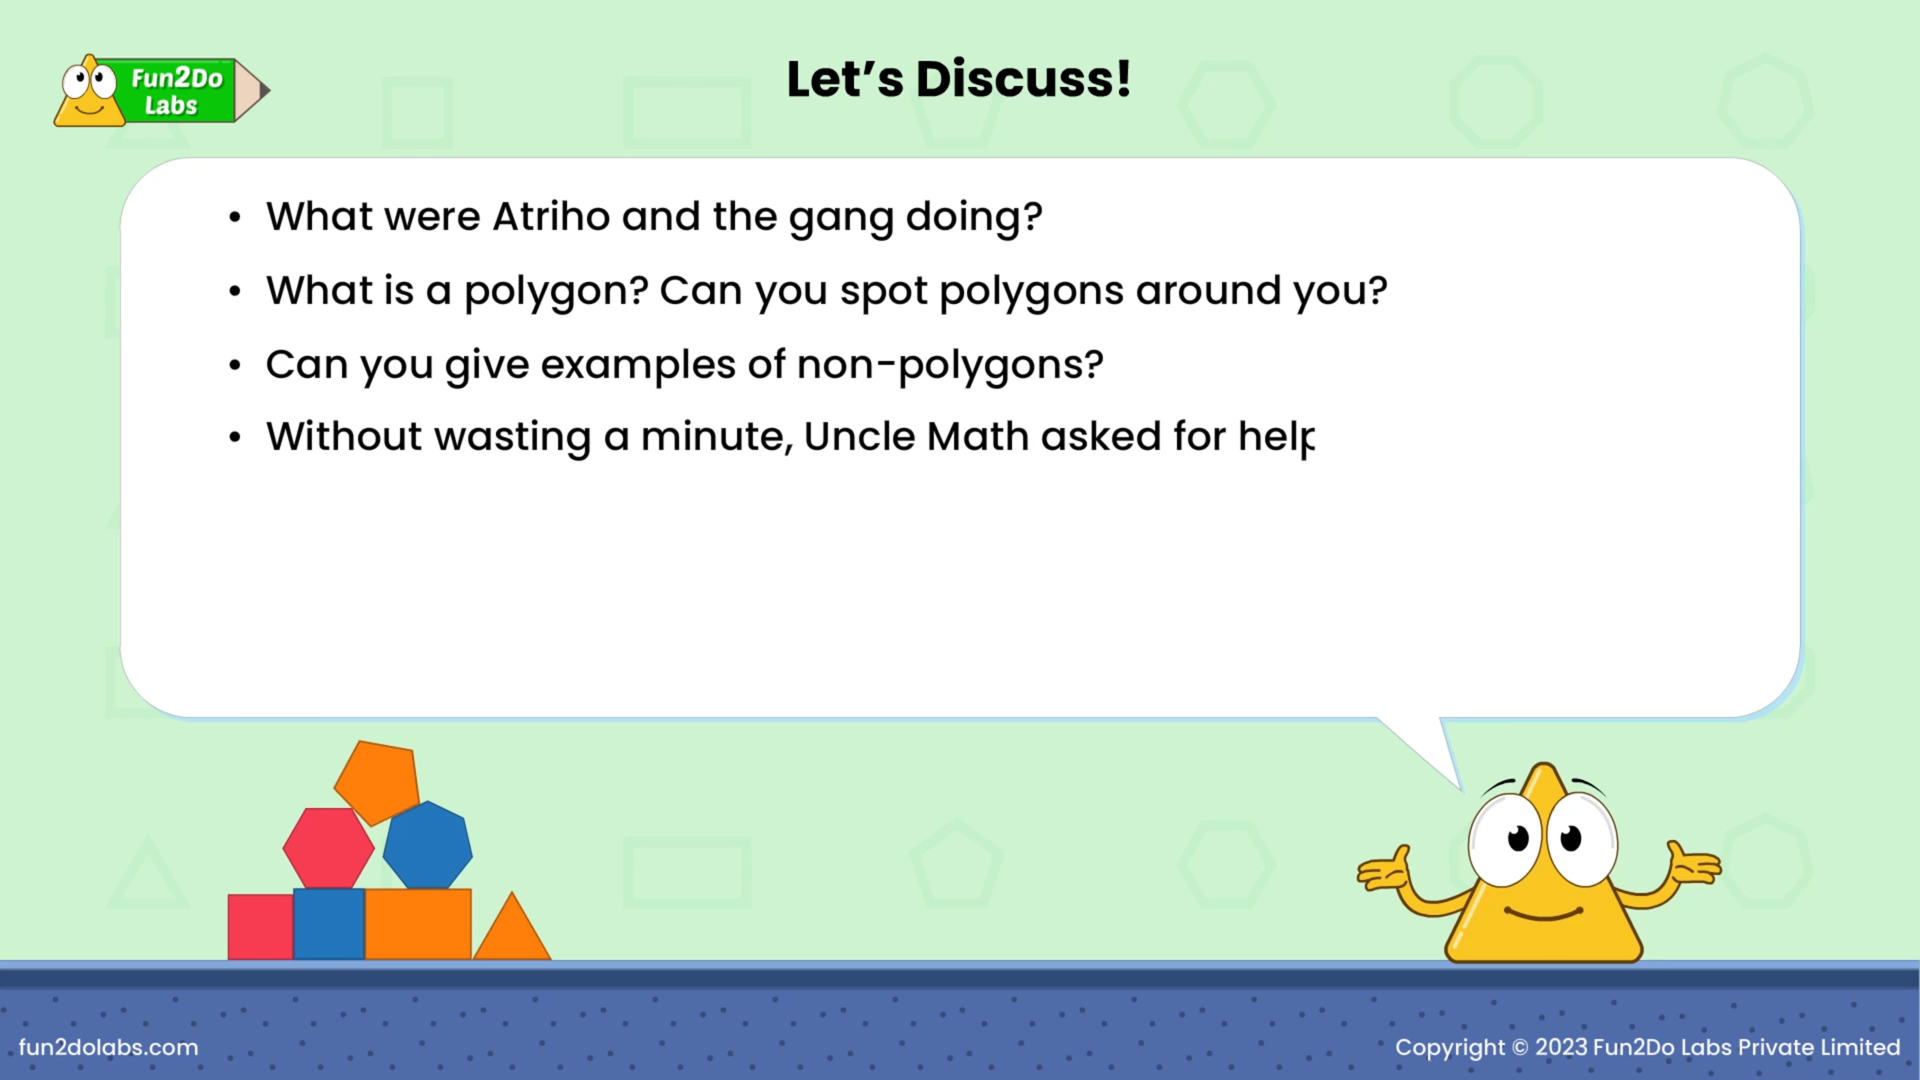 Fun2Do
Labs
Let’s Discuss!
• What were Atriho and the gang doing?
• What is a polygon? Can you spot polygons around you?
• Can you give examples of non-polygons?
• Without wasting a minute, Uncle Math asked for help
fun2dolabs.com
Copyright © 2023 Fun2Do Labs Private Limited